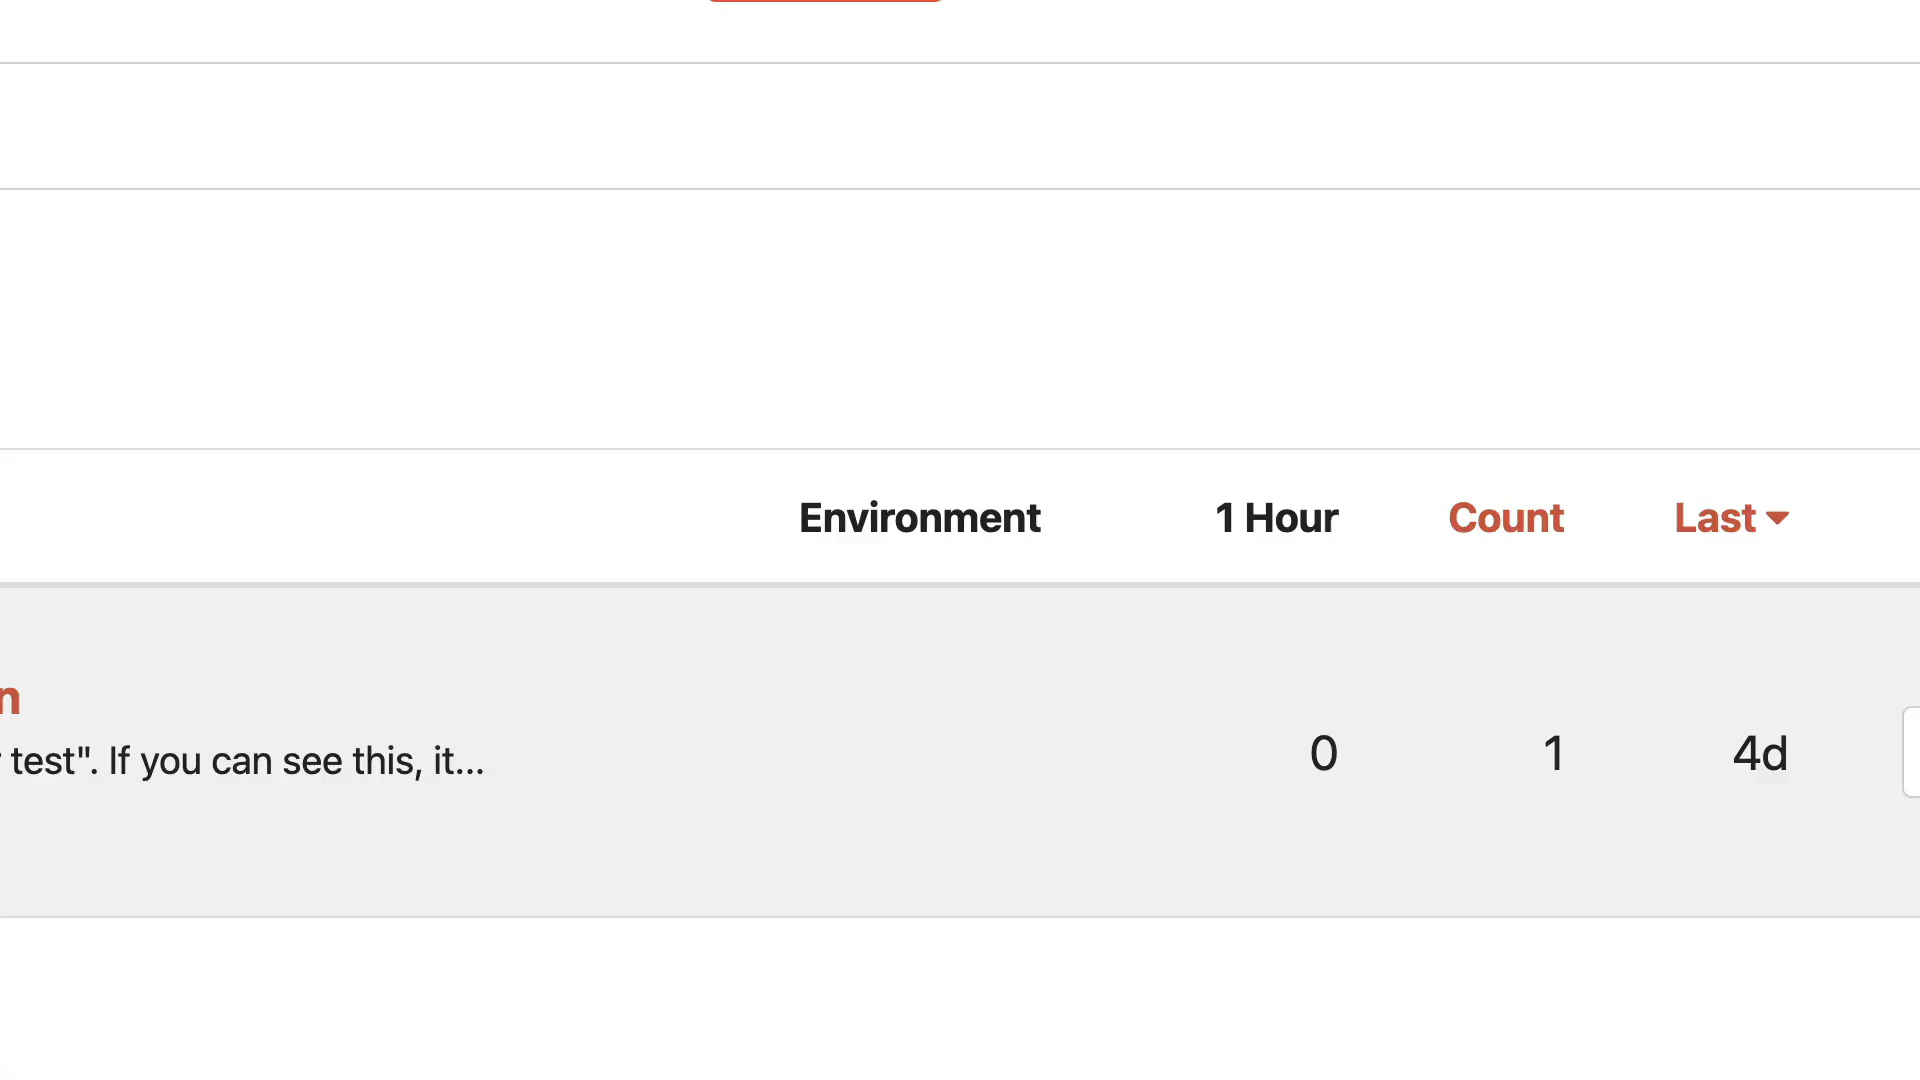 Environment 1 Hour Count Last
n
test". If you can see this, it...
0 1 4d